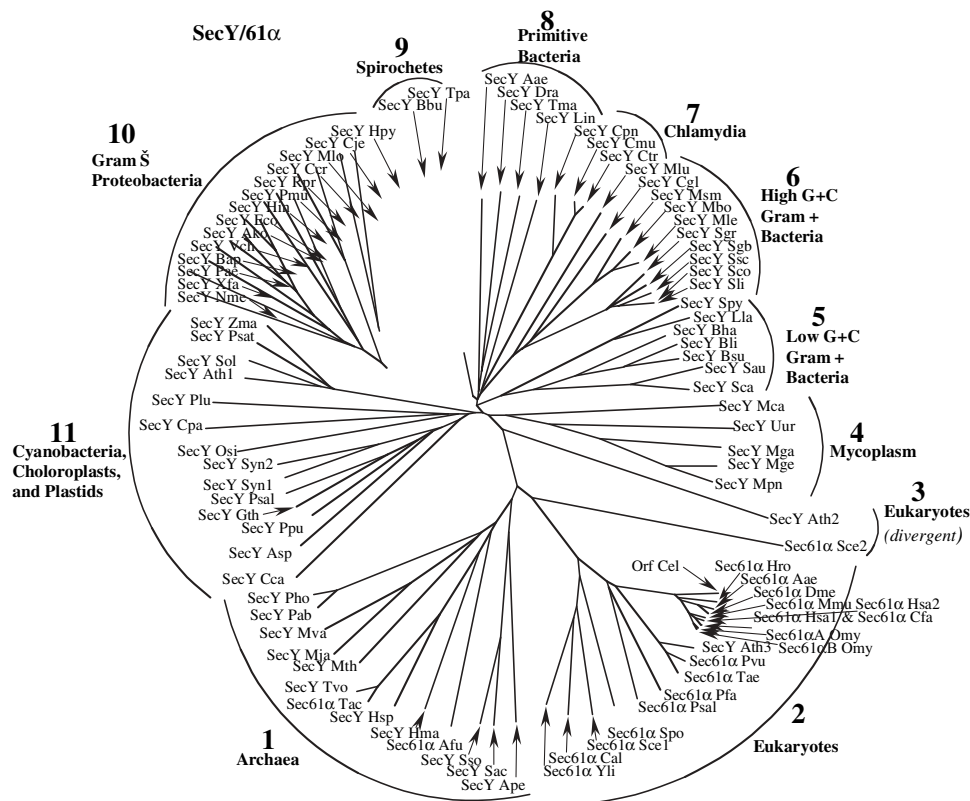 SecY/61α
8
Primitive
Bacteria
9
Spirochetes
SecY Tpa
SecY Bbu
SecY Aae
SecY Dra
SecY Tma
SecY Lin
SecY Cpn
SecY Cmu
SecY Ctr
7
Chlamydia
SecY Mlu
SecY Cgl
SecY Msm
SecY Mbo
SecY Mle
SecY Sgr
SecY Sgb
SecY Ssc
SecY Sco
SecY Sli
6
High G+C
Gram +
Bacteria
SecY Spy
SecY Lla
SecY Bha
SecY Bli
SecY Bsu
SecY Sau
SecY Sca
5
Low G+C
Gram +
Bacteria
SecY Mca
SecY Uur
SecY Mga
SecY Mge
SecY Mpn
4
Mycoplasm
SecY Ath2
Sec61α Sce2
3
Eukaryotes
(divergent)
Orf Cel
Sec61α Hro
Sec61α Aae
Sec61α Dme
Sec61α Mmu Sec61α Hsa2
Sec61α Hsa1 & Sec61α Cfa
Sec61αA Omy
Sec61αB Omy
SecY Ath3
Sec61α Pvu
Sec61α Tae
Sec61α Pfa
Sec61α Psal
Sec61α Spo
Sec61α Sce1
Sec61α Cal
Sec61α Yli
2
Eukaryotes
SecY Ape
SecY Sac
SecY Sso
Sec61α Afu
SecY Hma
SecY Hsp
Sec61α Tac
SecY Tvo
SecY Mth
SecY Mja
SecY Mva
SecY Pab
SecY Pho
1
Archaea
SecY Cca
SecY Asp
SecY Ppu
SecY Gth
SecY Psal
SecY Syn1
SecY Syn2
SecY Osi
SecY Cpa
SecY Plu
SecY Ath1
SecY Sol
SecY Psat
SecY Zma
11
Cyanobacteria,
Choloroplasts,
and Plastids
SecY Nme
SecY Xfa
SecY Pae
SecY Bap
SecY Vch
SecY Ako
SecY Eco
SecY Hin
SecY Pmu
SecY Rpr
SecY Ccr
SecY Mlo
SecY Cje
SecY Hpy
10
Gram Š
Proteobacteria